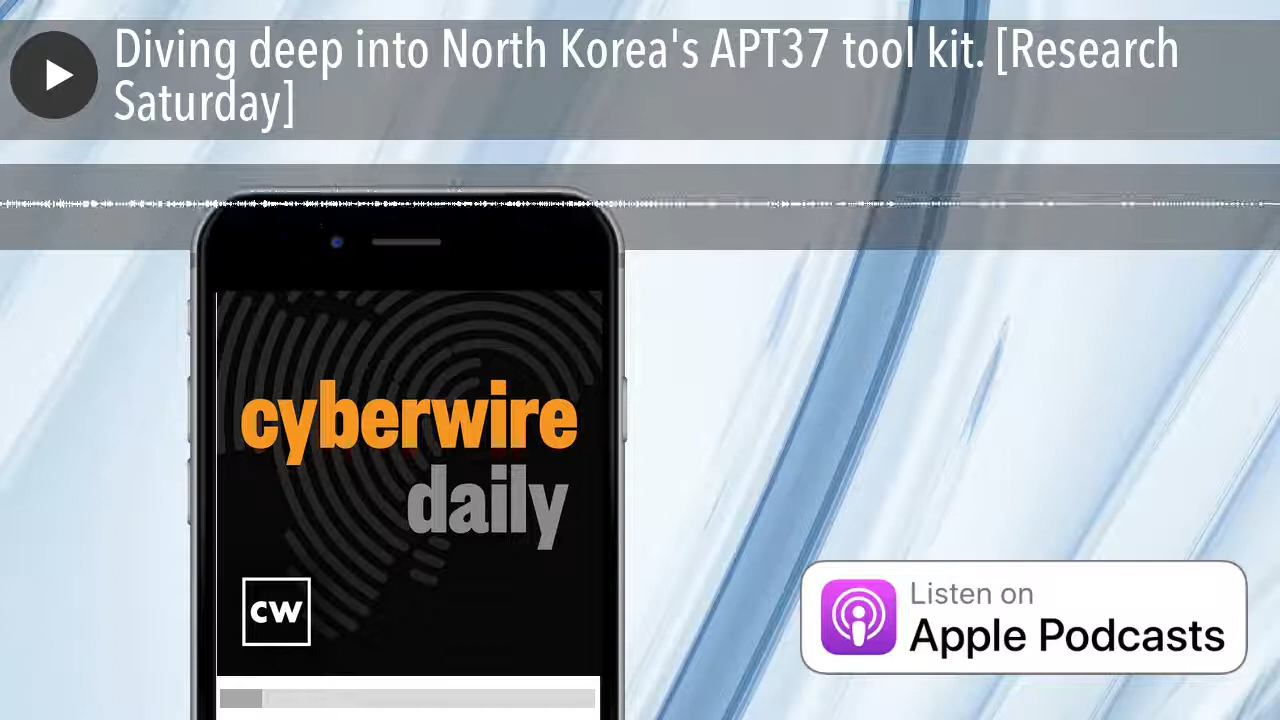 Diving deep into North Korea's APT37 tool kit. [Research
Saturday]
cyberwire
daily
CW
Listen on
Apple Podcasts